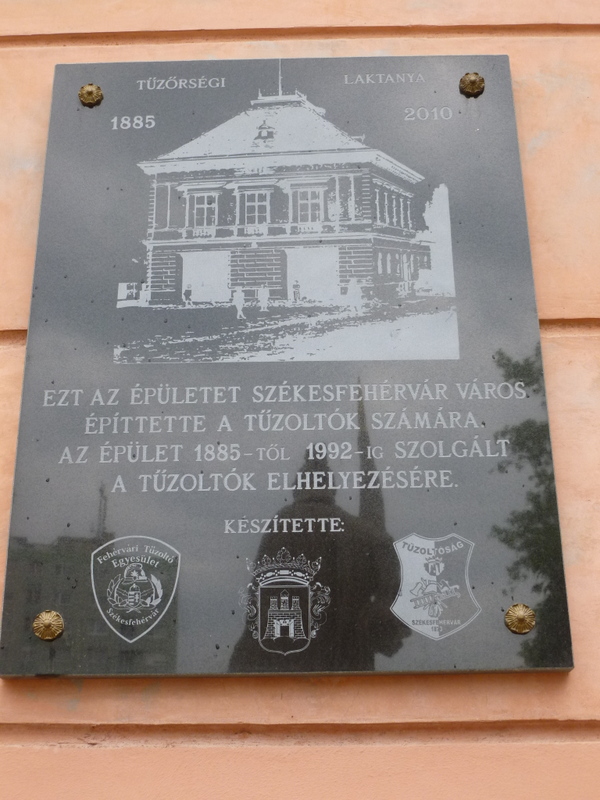 TŰZŐRSÉGI LAKTANYA
1885 2010
EZT AZ ÉPÜLETET SZÉKESFEHÉRVÁR VÁROS
ÉPÍTTETTE A TŰZOLTÓK SZÁMÁRA.
AZ ÉPÜLET 1885-TŐL 1992-IG SZOLGÁLT
A TŰZOLTÓK ELHELYEZÉSÉRE.
KÉSZÍTETTE:
Fehérvári Tűzoltó
Egyesület
Székesfehérvár
TŰZOLTÓSÁG
SZÉKESFEHÉRVÁR